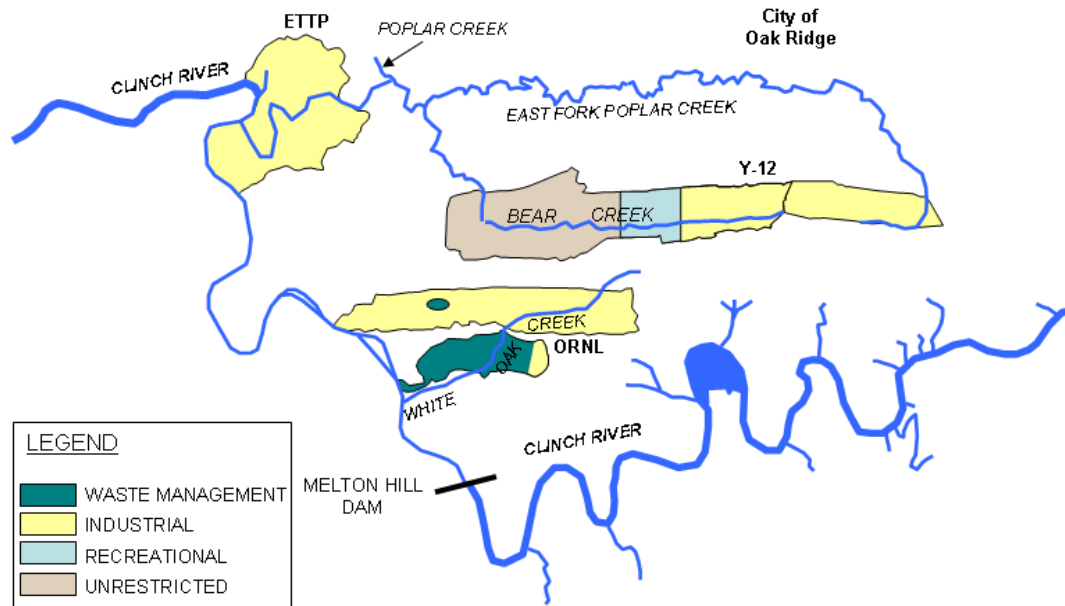 ETTP
POPLAR CREEK
City of
Oak Ridge
CLINCH RIVER
EAST FORK POPLAR CREEK
Y-12
BEAR CREEK
WHITE OAK CREEK
ORNL
CLINCH RIVER
MELTON HILL
DAM
LEGEND
WASTE MANAGEMENT
INDUSTRIAL
RECREATIONAL
UNRESTRICTED